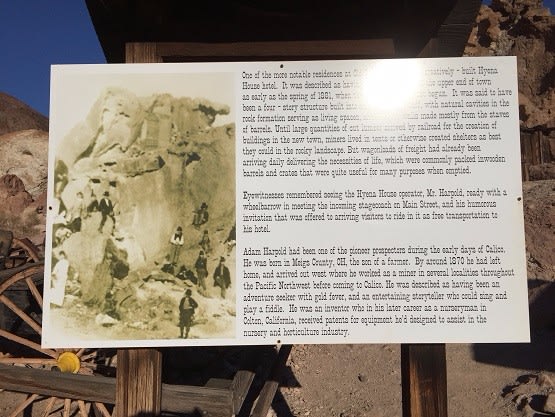 One of the more notable residences at C creatively - built Hyena
House hotel. It was described as hav the upper end of town
as early as the spring of 1881, when gan. It was said to have
been a four - story structure built with natural cavities in the
rock formation serving as living spaces, made mostly from the staves
of barrels. Until large quantities of cut lumber arrived by railroad for the creation of
buildings in the new town, miners lived in tents or otherwise created shelters as best
they could in the rocky landscape. But wagonloads of freight had already been
arriving daily delivering the necessities of life, which were commonly packed inwooden
barrels and crates that were quite useful for many purposes when emptied.
Eyewitnesses remembered seeing the Hyena House operator, Mr. Harpold, ready with a
wheelbarrow in meeting the incoming stagecoach on Main Street, and his humorous
invitation that was offered to arriving visitors to ride in it as free transportation to
his hotel.
Adam Harpold had been one of the pioneer prospectors during the early days of Calico.
He was born in Meigs County, OH, the son of a farmer. By around 1870 he had left
home, and arrived out west where he worked as a miner in several localities throughout
the Pacific Northwest before coming to Calico. He was described as having been an
adventure seeker with gold fever, and an entertaining storyteller who could sing and
play a fiddle. He was an inventor who in his later career as a nurseryman in
Colton, California, received patents for equipment he'd designed to assist in the
nursery and horticulture industry.